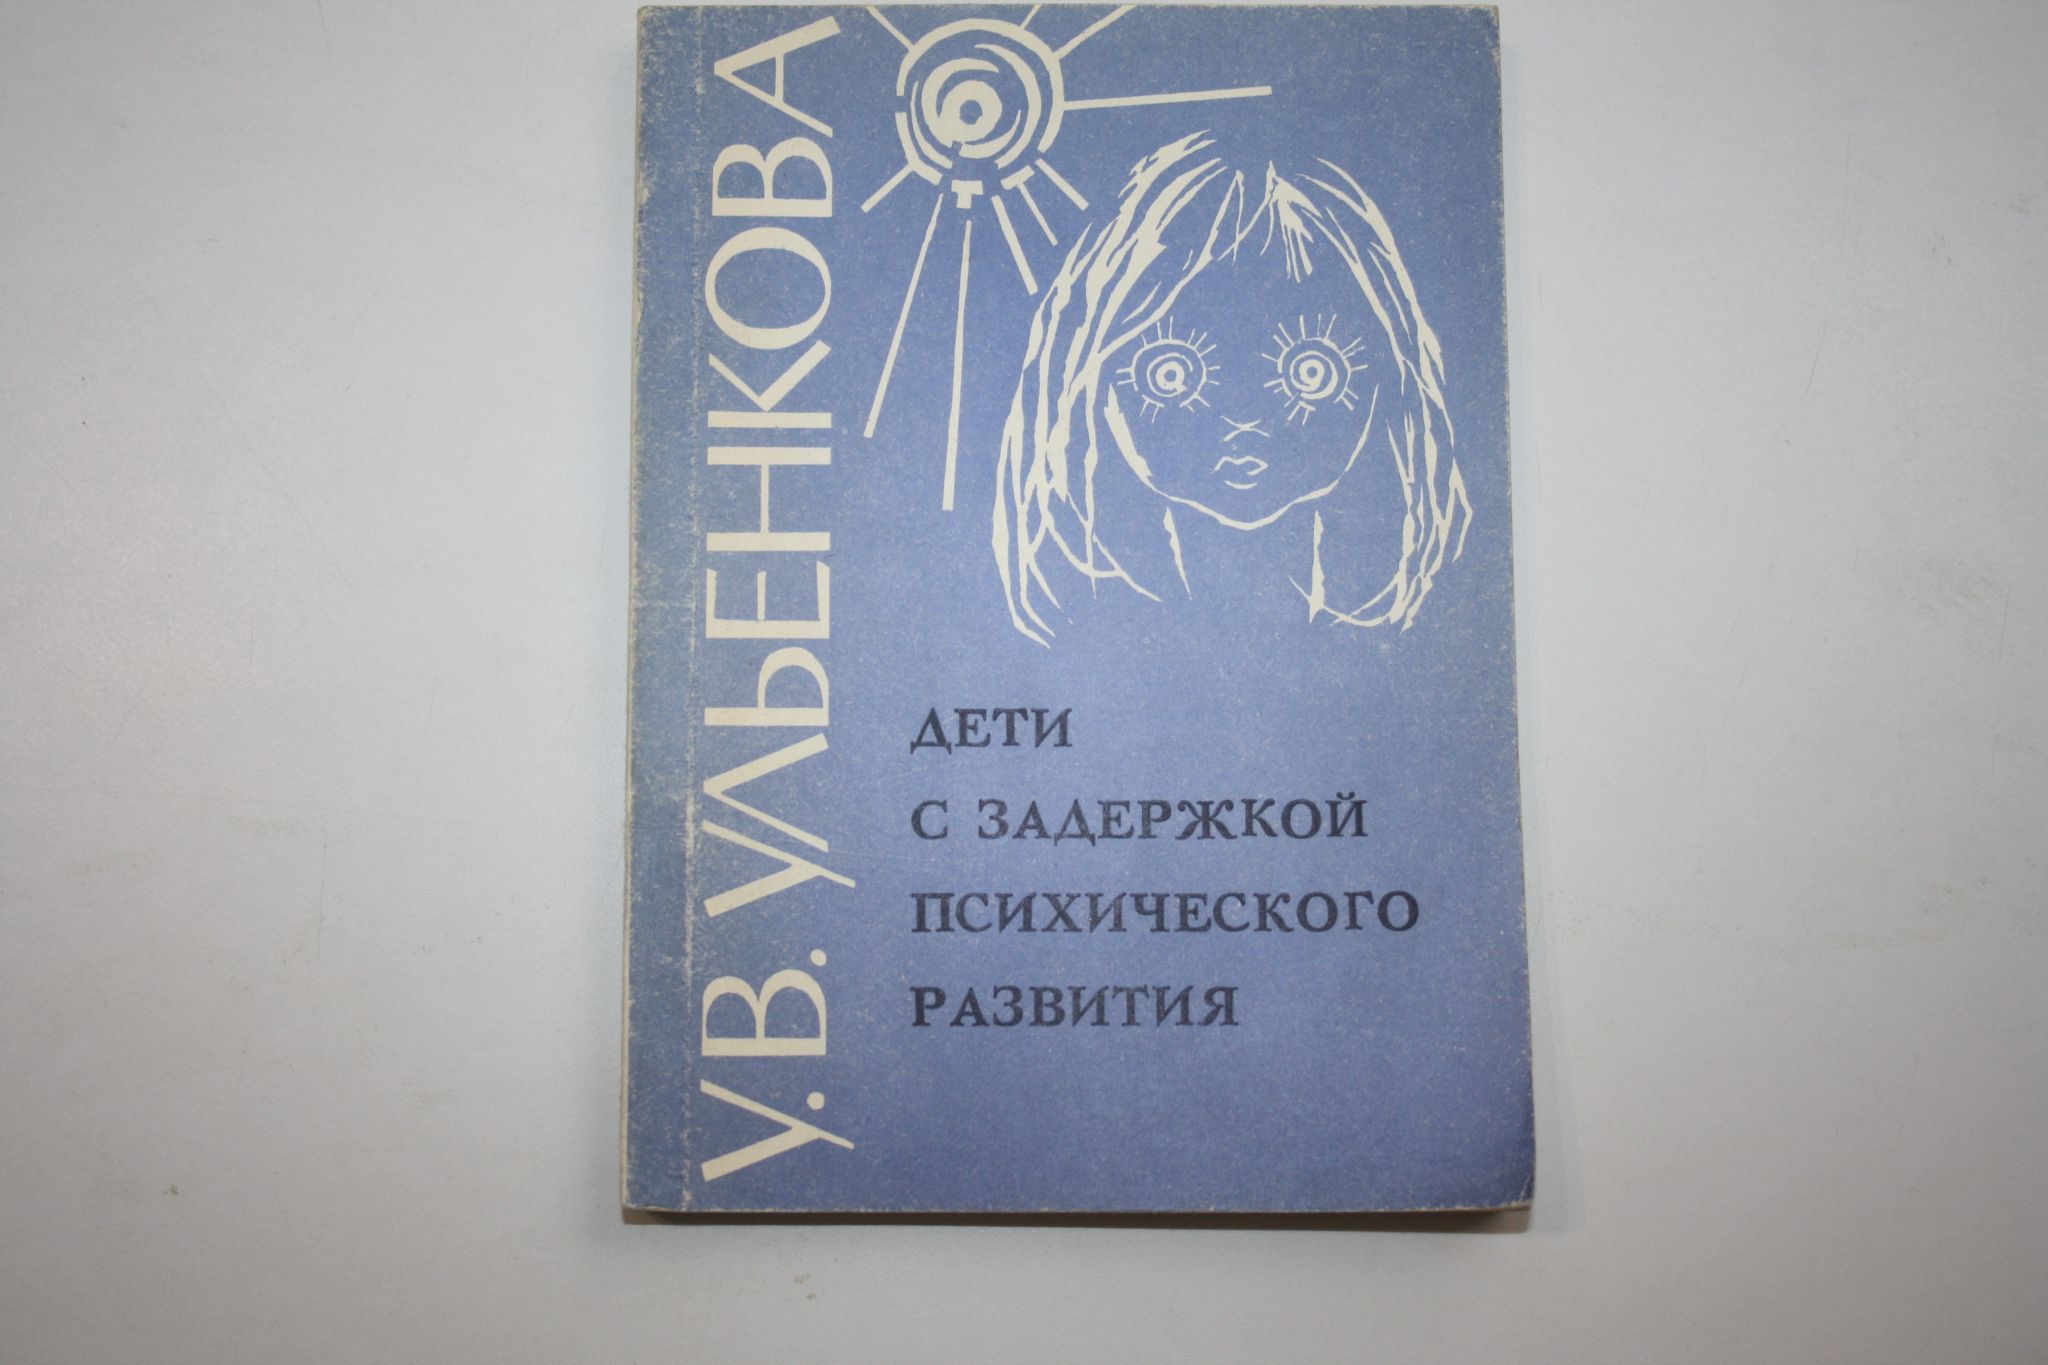 У.В. УЛЬЕНКОВА
ДЕТИ
С ЗАДЕРЖКОЙ
ПСИХИЧЕСКОГО
РАЗВИТИЯ